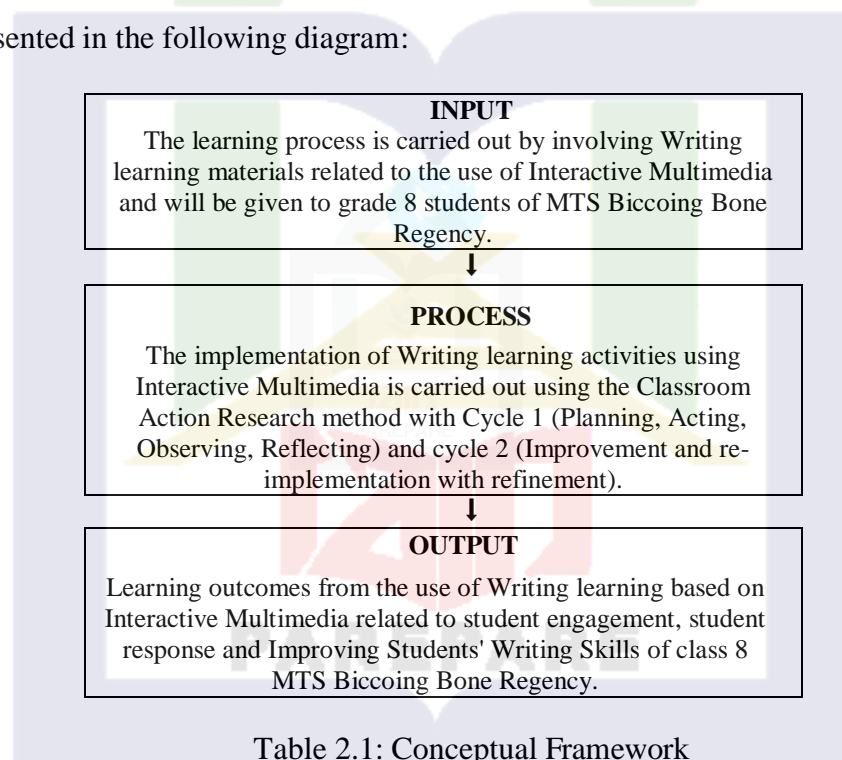 sented in the following diagram:
INPUT
The learning process is carried out by involving Writing
learning materials related to the use of Interactive Multimedia
and will be given to grade 8 students of MTS Biccoing Bone
Regency.
PROCESS
The implementation of Writing learning activities using
Interactive Multimedia is carried out using the Classroom
Action Research method with Cycle 1 (Planning, Acting,
Observing, Reflecting) and cycle 2 (Improvement and re-
implementation with refinement).
OUTPUT
Learning outcomes from the use of Writing learning based on
Interactive Multimedia related to student engagement, student
response and Improving Students' Writing Skills of class 8
PAREPARE
MTS Biccoing Bone Regency.
Table 2.1: Conceptual Framework